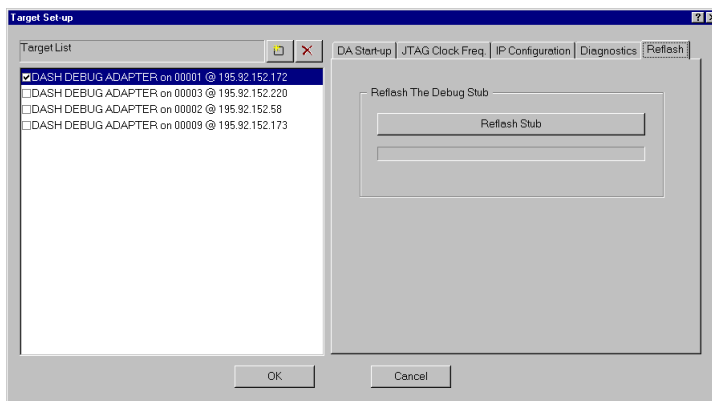 Target Set-up
Target List
DA Start-up JTAG Clock Freq. IP Configuration Diagnostics Reflash
DASH DEBUG ADAPTER on 00001 @ 195.92.152.172
DASH DEBUG ADAPTER on 00003 @ 195.92.152.220
DASH DEBUG ADAPTER on 00002 @ 195.92.152.58
DASH DEBUG ADAPTER on 00009 @ 195.92.152.173
Reflash The Debug Stub
Reflash Stub
OK Cancel